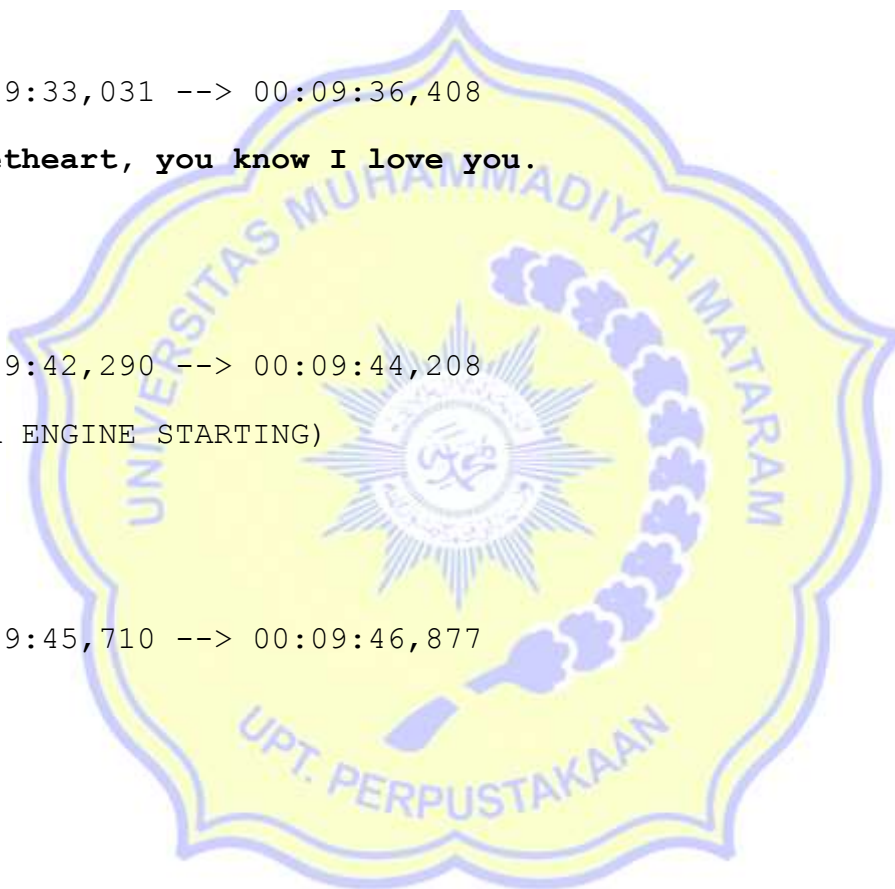 9:33,031 --> 00:09:36,408
etheart, you know I love you.
UNIVERSITAS MUHAMMADIYAH MATARAM
9:42,290 --> 00:09:44,208
ENGINE STARTING)
9:45,710 --> 00:09:46,877
UPT. PERPUSTAKAAN